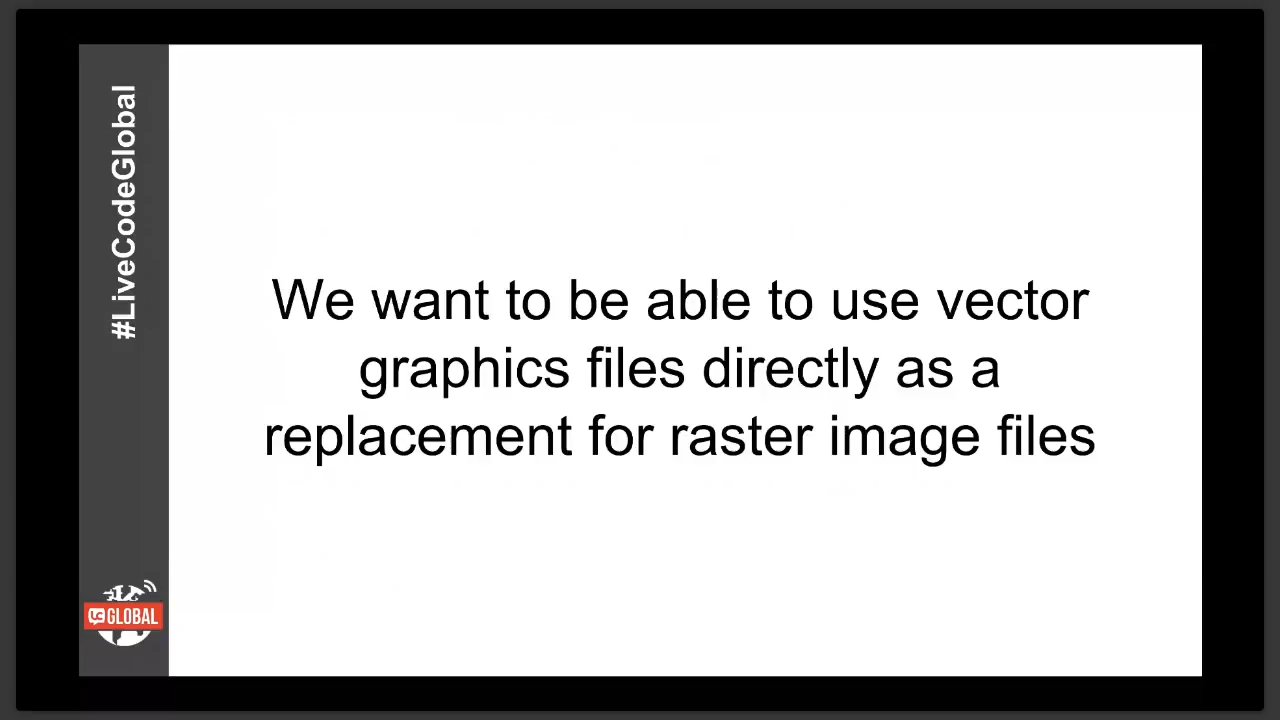 #LiveCodeGlobal
We want to be able to use vector
graphics files directly as a
replacement for raster image files
LC GLOBAL